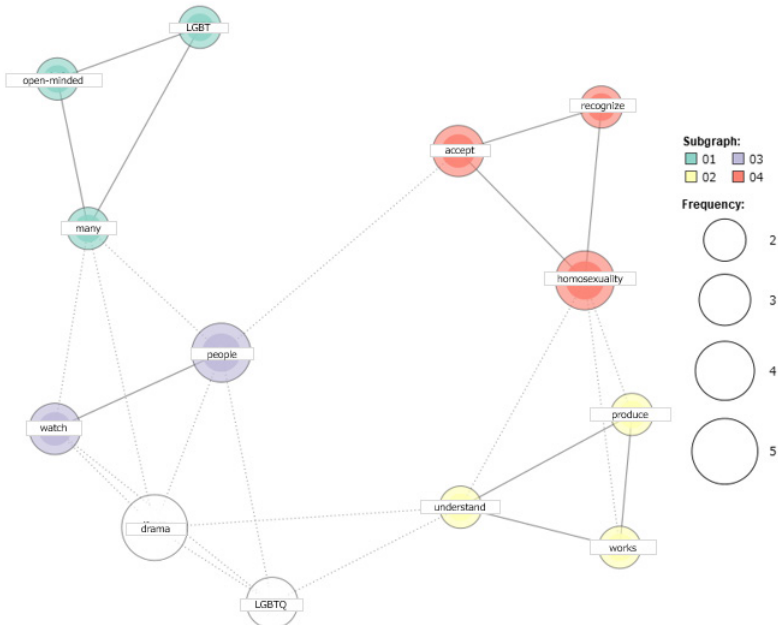 LGBT
open-minded
recognize
accept
many
homosexuality
people
watch
produce
understand
drama
works
LGBTQ
Subgraph:
01 03
02 04
Frequency:
2
3
4
5